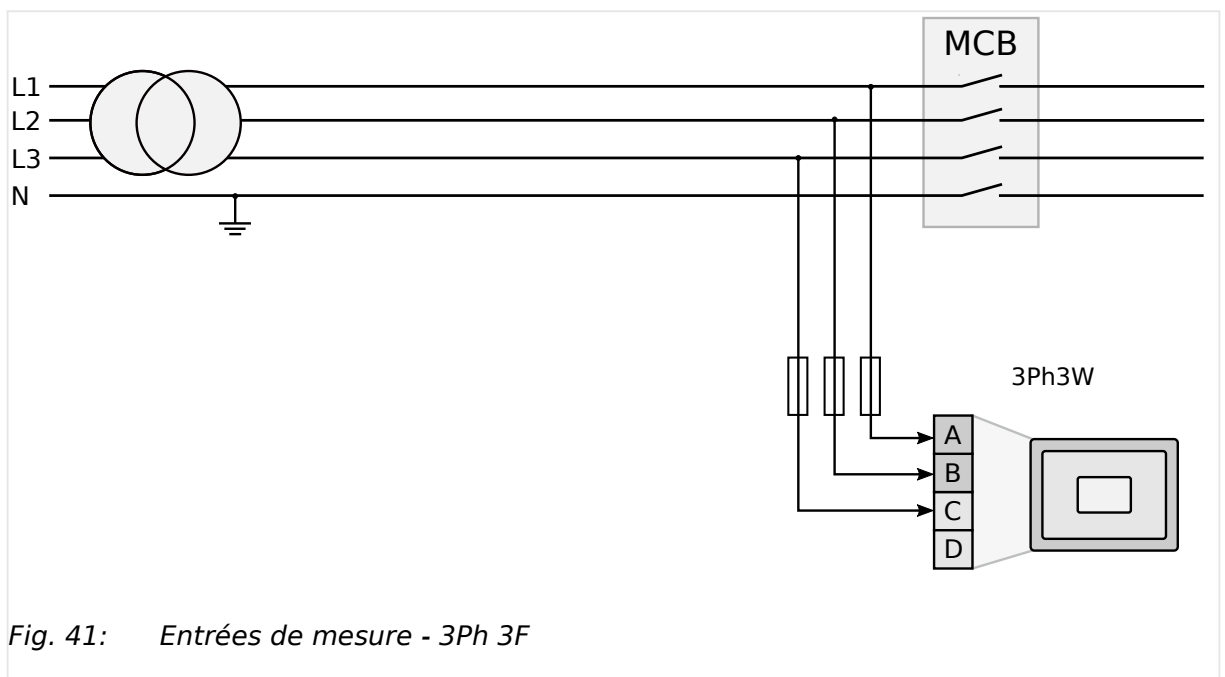 MCB
L1
L2
L3
N
3Ph3W
A
B
C
D
Fig. 41: Entrées de mesure - 3Ph 3F